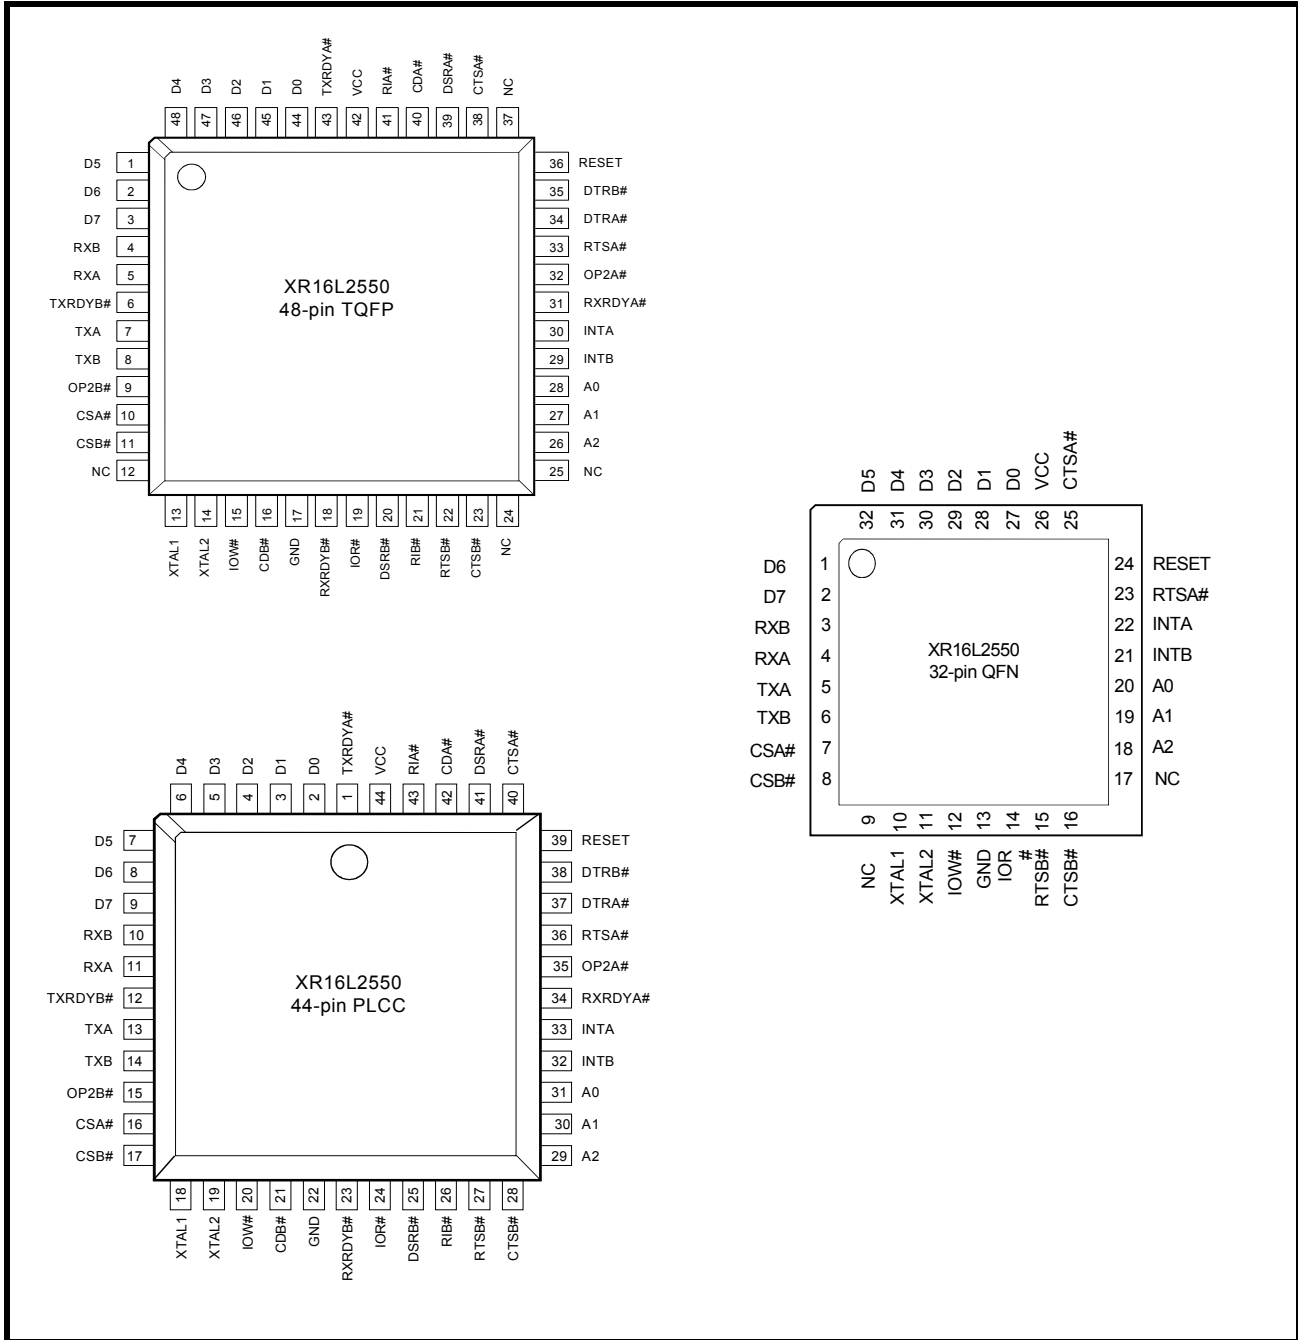 D4 D3 D2 D1 D0 TXRDYA# VCC RIA# CDA# DSRA# CTSA# NC
48 47 46 45 44 43 42 41 40 39 38 37
D5 1 36 RESET
D6 2 35 DTRB#
D7 3 34 DTRA#
RXB 4 33 RTSA#
RXA 5 32 OP2A#
TXRDYB# 6 31 RXRDYA#
TXA 7 30 INTA
TXB 8 29 INTB
OP2B# 9 28 A0
CSA# 10 27 A1
CSB# 11 26 A2
NC 12 25 NC
XR16L2550
48-pin TQFP
13 14 15 16 17 18 19 20 21 22 23 24
XTAL1 XTAL2 IOW# CDB# GND RXRDYB# IOR# DSRB# RIB# RTSB# CTSB# NC
D5 D4 D3 D2 D1 D0 VCC CTSA#
32 31 30 29 28 27 26 25
D6 1 24 RESET
D7 2 23 RTSA#
RXB 3 22 INTA
RXA 4 21 INTB
TXA 5 20 A0
TXB 6 19 A1
CSA# 7 18 A2
CSB# 8 17 NC
XR16L2550
32-pin QFN
9 10 11 12 13 14 15 16
NC XTAL1 XTAL2 IOW# GND IOR # RTSB# CTSB#
D4 D3 D2 D1 D0 TXRDYA# VCC RIA# CDA# DSRA# CTSA#
6 5 4 3 2 1 44 43 42 41 40
D5 7 39 RESET
D6 8 38 DTRB#
D7 9 37 DTRA#
RXB 10 36 RTSA#
RXA 11 35 OP2A#
TXRDYB# 12 34 RXRDYA#
TXA 13 33 INTA
TXB 14 32 INTB
OP2B# 15 31 A0
CSA# 16 30 A1
CSB# 17 29 A2
XR16L2550
44-pin PLCC
18 19 20 21 22 23 24 25 26 27 28
XTAL1 XTAL2 IOW# CDB# GND RXRDYB# IOR# DSRB# RIB# RTSB# CTSB#